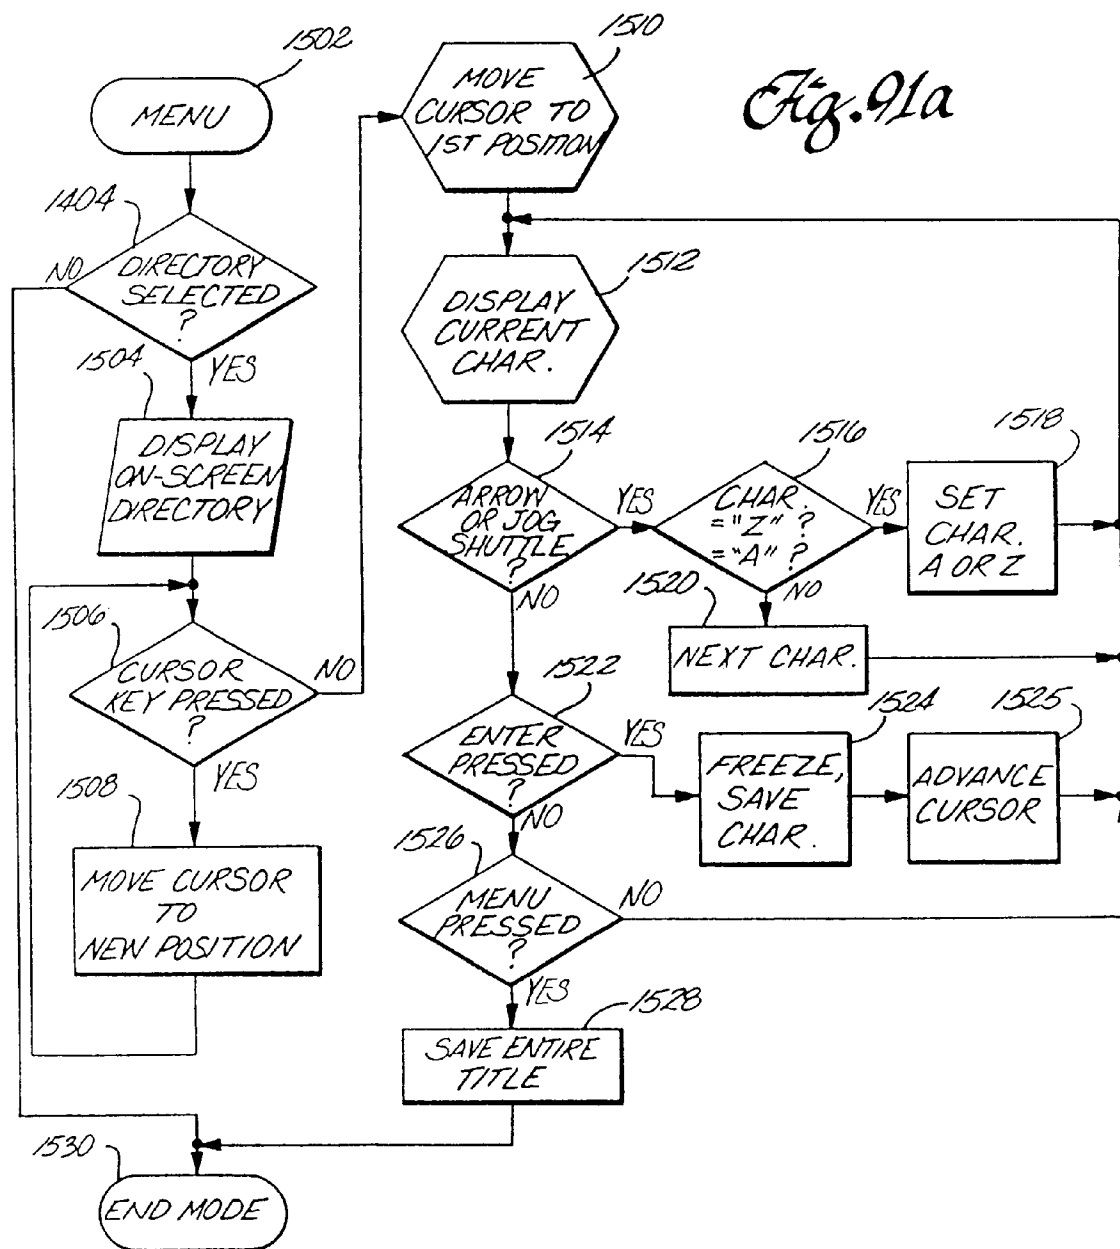 Fig. 91a
1502
MENU
1404
DIRECTORY
SELECTED
?
NO
YES
1504
DISPLAY
ON-SCREEN
DIRECTORY
1506
CURSOR
KEY PRESSED
?
NO
YES
1508
MOVE CURSOR
TO
NEW POSITION
1510
MOVE
CURSOR TO
1ST POSITION
1512
DISPLAY
CURRENT
CHAR.
1514
ARROW
OR JOG
SHUTTLE
?
YES
NO
1516
CHAR.
="Z" ?
="A" ?
YES
NO
1518
SET
CHAR.
A OR Z
1520
NEXT CHAR.
1522
ENTER
PRESSED
?
YES
NO
1524
FREEZE,
SAVE
CHAR.
1525
ADVANCE
CURSOR
1526
MENU
PRESSED
?
NO
YES
1528
SAVE ENTIRE
TITLE
1530
END MODE